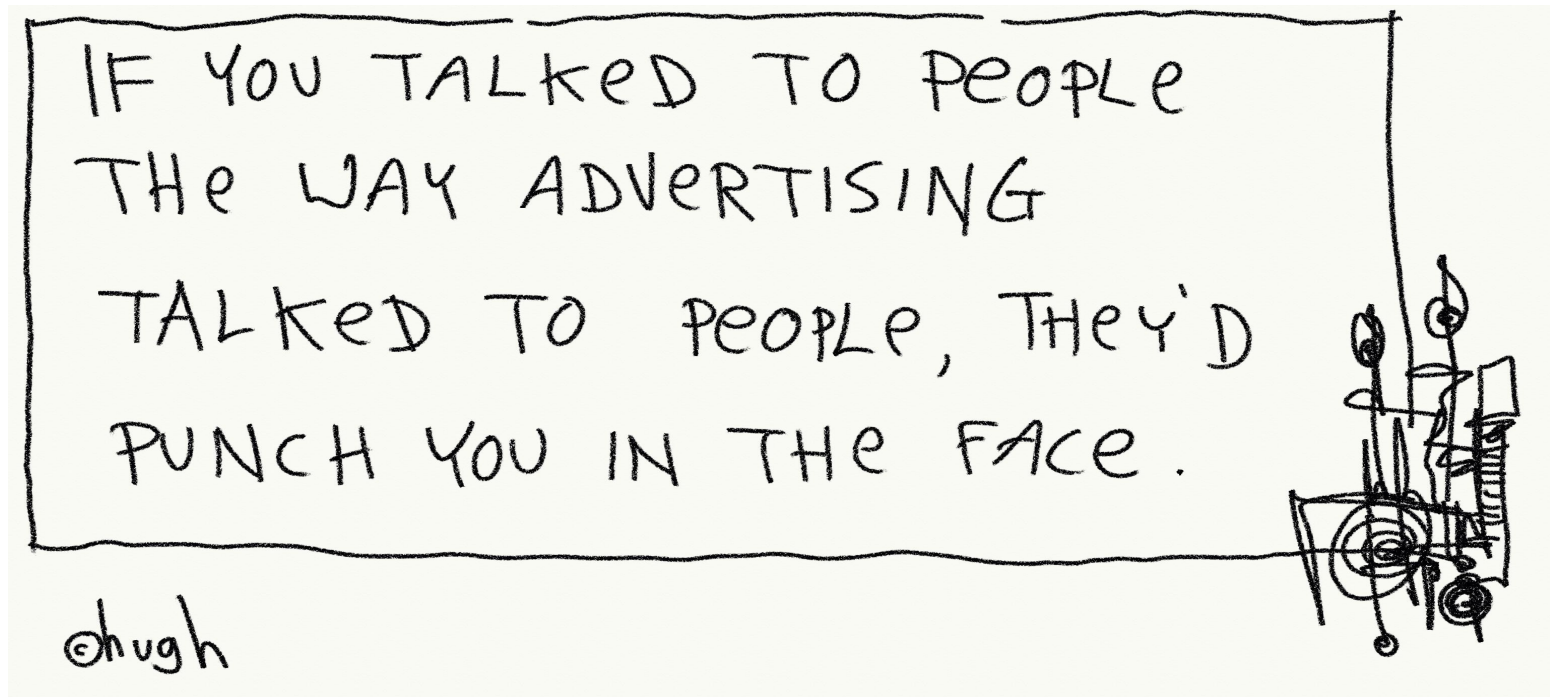 IF YOU TALKeD TO PeOPLe
THe WAY ADVeRTISING
TALKeD TO PeOPLe, THeY'D
PUNCH YOU IN THe FACe.
©hugh